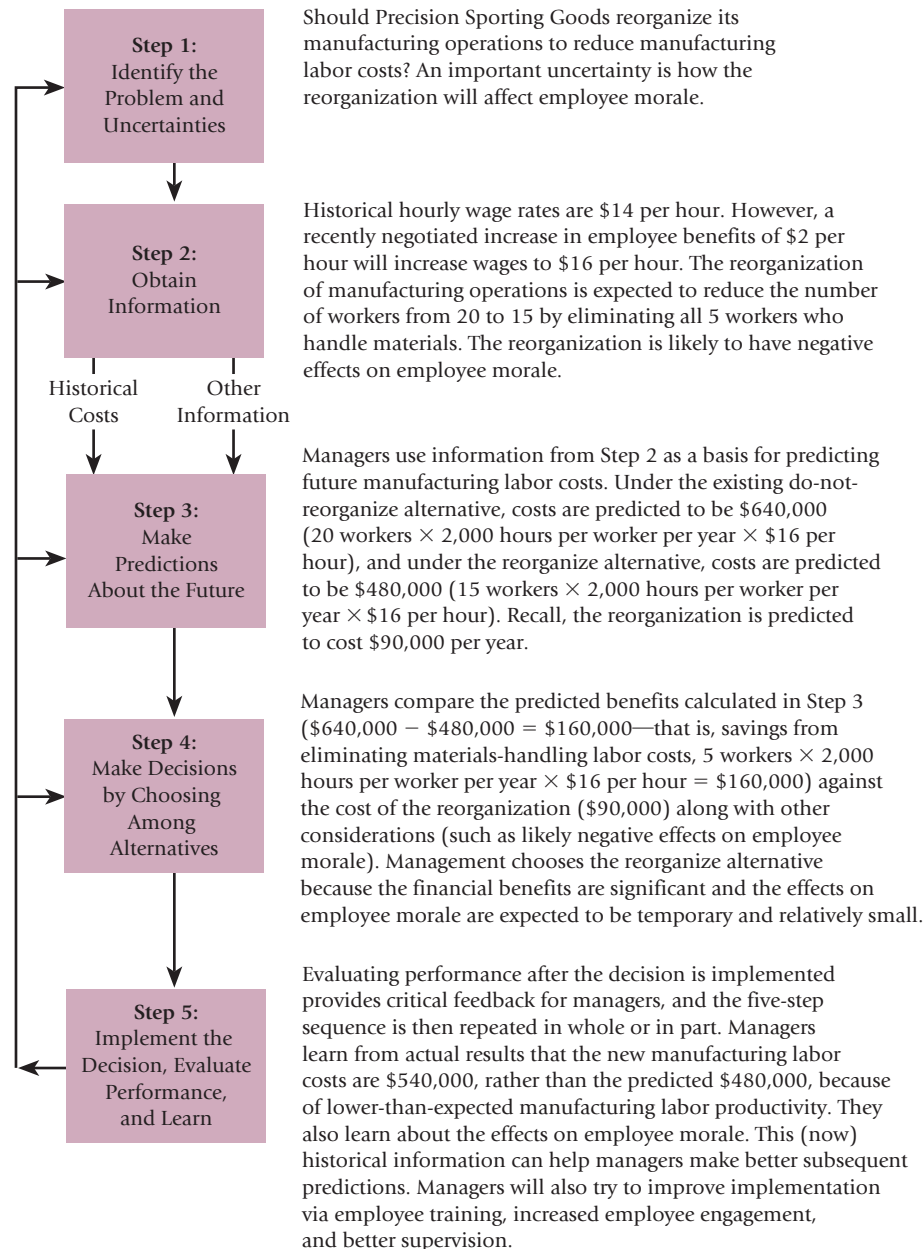 Step 1:
Identify the
Problem and
Uncertainties
Should Precision Sporting Goods reorganize its
manufacturing operations to reduce manufacturing
labor costs? An important uncertainty is how the
reorganization will affect employee morale.
Step 2:
Obtain
Information
Historical hourly wage rates are $14 per hour. However, a
recently negotiated increase in employee benefits of $2 per
hour will increase wages to $16 per hour. The reorganization
of manufacturing operations is expected to reduce the number
of workers from 20 to 15 by eliminating all 5 workers who
handle materials. The reorganization is likely to have negative
effects on employee morale.
Historical
Costs
Other
Information
Step 3:
Make
Predictions
About the Future
Managers use information from Step 2 as a basis for predicting
future manufacturing labor costs. Under the existing do-not-
reorganize alternative, costs are predicted to be $640,000
(20 workers × 2,000 hours per worker per year × $16 per
hour), and under the reorganize alternative, costs are predicted
to be $480,000 (15 workers × 2,000 hours per worker per
year × $16 per hour). Recall, the reorganization is predicted
to cost $90,000 per year.
Step 4:
Make Decisions
by Choosing
Among
Alternatives
Managers compare the predicted benefits calculated in Step 3
($640,000 − $480,000 = $160,000—that is, savings from
eliminating materials-handling labor costs, 5 workers × 2,000
hours per worker per year × $16 per hour = $160,000) against
the cost of the reorganization ($90,000) along with other
considerations (such as likely negative effects on employee
morale). Management chooses the reorganize alternative
because the financial benefits are significant and the effects on
employee morale are expected to be temporary and relatively small.
Step 5:
Implement the
Decision, Evaluate
Performance,
and Learn
Evaluating performance after the decision is implemented
provides critical feedback for managers, and the five-step
sequence is then repeated in whole or in part. Managers
learn from actual results that the new manufacturing labor
costs are $540,000, rather than the predicted $480,000, because
of lower-than-expected manufacturing labor productivity. They
also learn about the effects on employee morale. This (now)
historical information can help managers make better subsequent
predictions. Managers will also try to improve implementation
via employee training, increased employee engagement,
and better supervision.